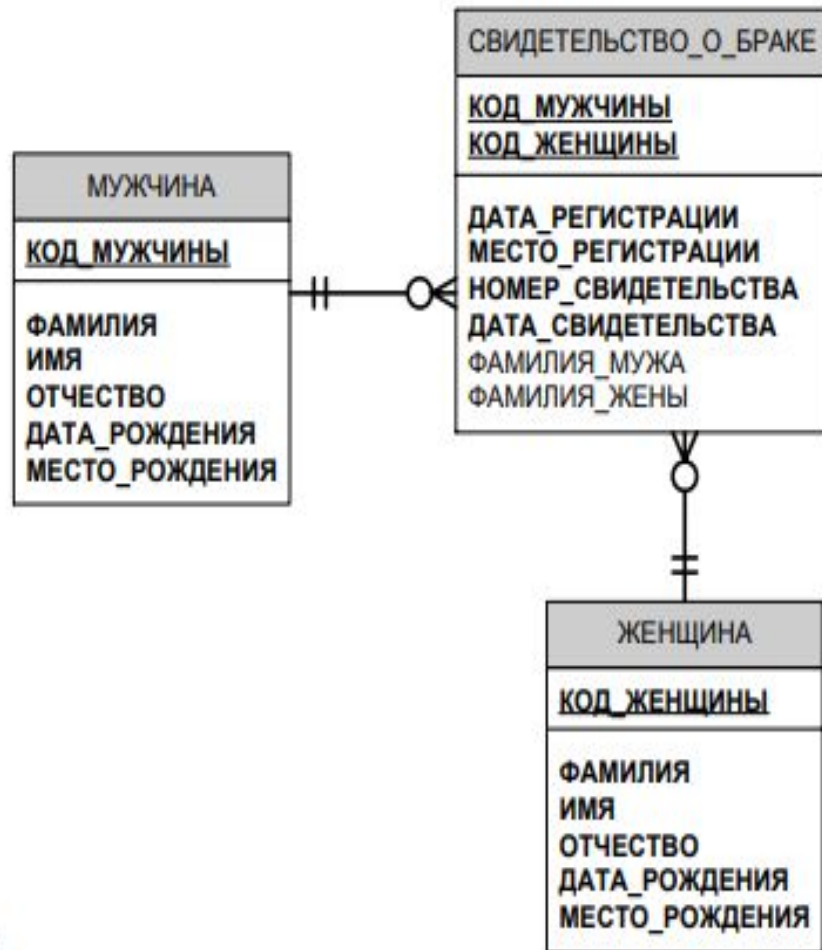 СВИДЕТЕЛЬСТВО_О_БРАКЕ
КОД_МУЖЧИНЫ
КОД_ЖЕНЩИНЫ
ДАТА_РЕГИСТРАЦИИ
МЕСТО_РЕГИСТРАЦИИ
НОМЕР_СВИДЕТЕЛЬСТВА
ДАТА_СВИДЕТЕЛЬСТВА
ФАМИЛИЯ_МУЖА
ФАМИЛИЯ_ЖЕНЫ
МУЖЧИНА
КОД_МУЖЧИНЫ
ФАМИЛИЯ
ИМЯ
ОТЧЕСТВО
ДАТА_РОЖДЕНИЯ
МЕСТО_РОЖДЕНИЯ
ЖЕНЩИНА
КОД_ЖЕНЩИНЫ
ФАМИЛИЯ
ИМЯ
ОТЧЕСТВО
ДАТА_РОЖДЕНИЯ
МЕСТО_РОЖДЕНИЯ